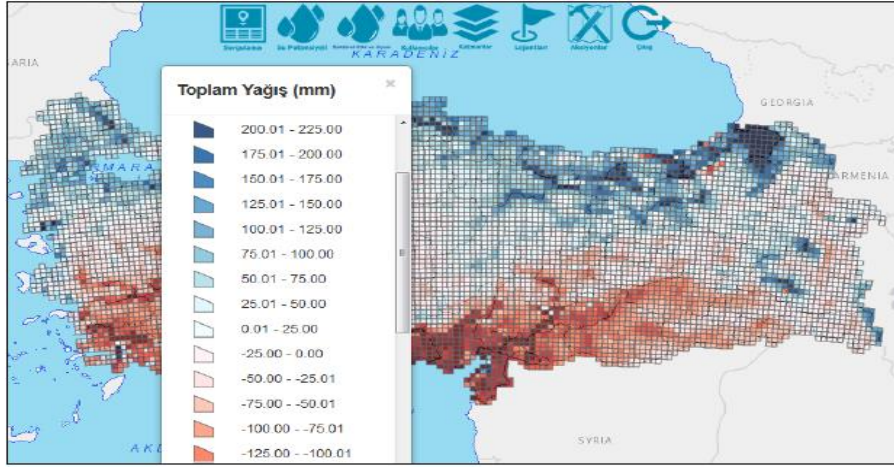 Sorgulama Su Potansiyeli Kullanıcılar Katmanlar Lejantları Aksiyonlar Çıkış
KARADENİZ
ARIA
GEORGIA
MARA
ARMENIA
Toplam Yağış (mm) ×
200.01 - 225.00
175.01 - 200.00
150.01 - 175.00
125.01 - 150.00
100.01 - 125.00
75.01 - 100.00
50.01 - 75.00
25.01 - 50.00
0.01 - 25.00
-25.00 - 0.00
-50.00 - -25.01
-75.00 - -50.01
-100.00 - -75.01
-125.00 - -100.01
SYRIA
AK